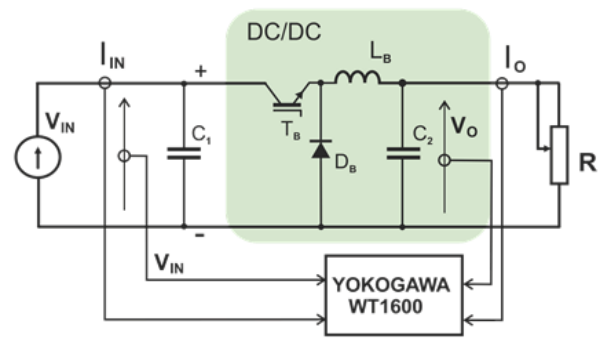 DC/DC
I_IN
+
L_B
I_O
V_IN
C_1
T_B
D_B
C_2
V_O
R
-
V_IN
YOKOGAWA
WT1600